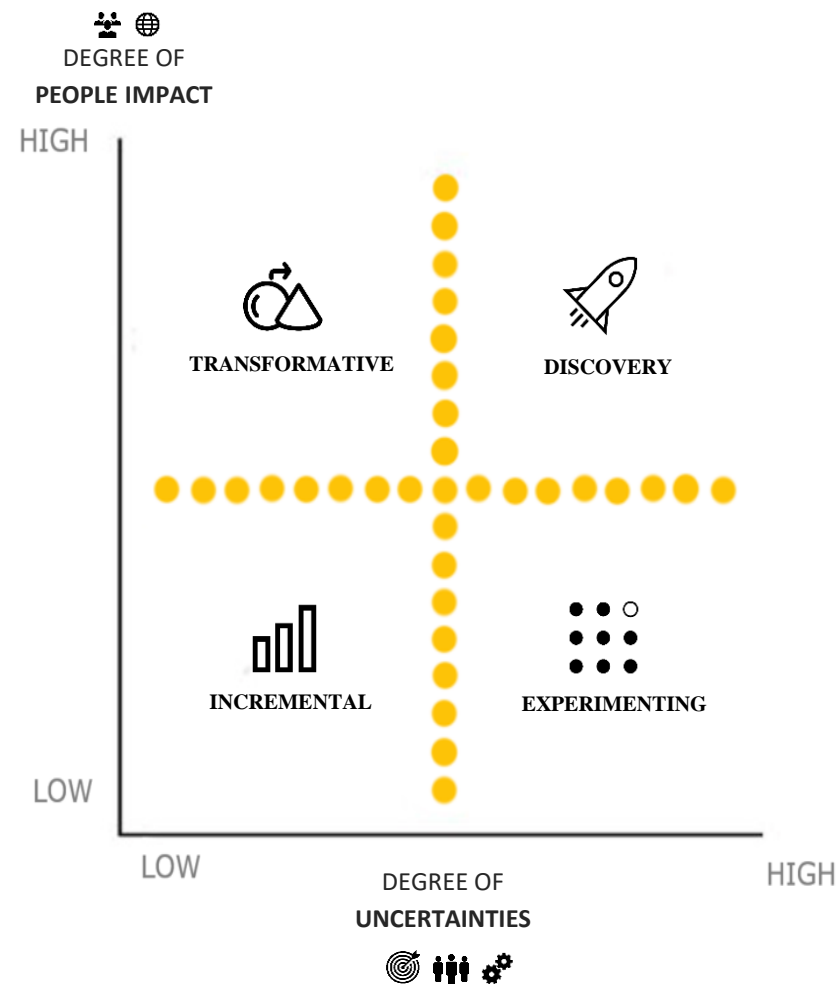 DEGREE OF
PEOPLE IMPACT
HIGH
TRANSFORMATIVE
DISCOVERY
INCREMENTAL
EXPERIMENTING
LOW
LOW
HIGH
DEGREE OF
UNCERTAINTIES